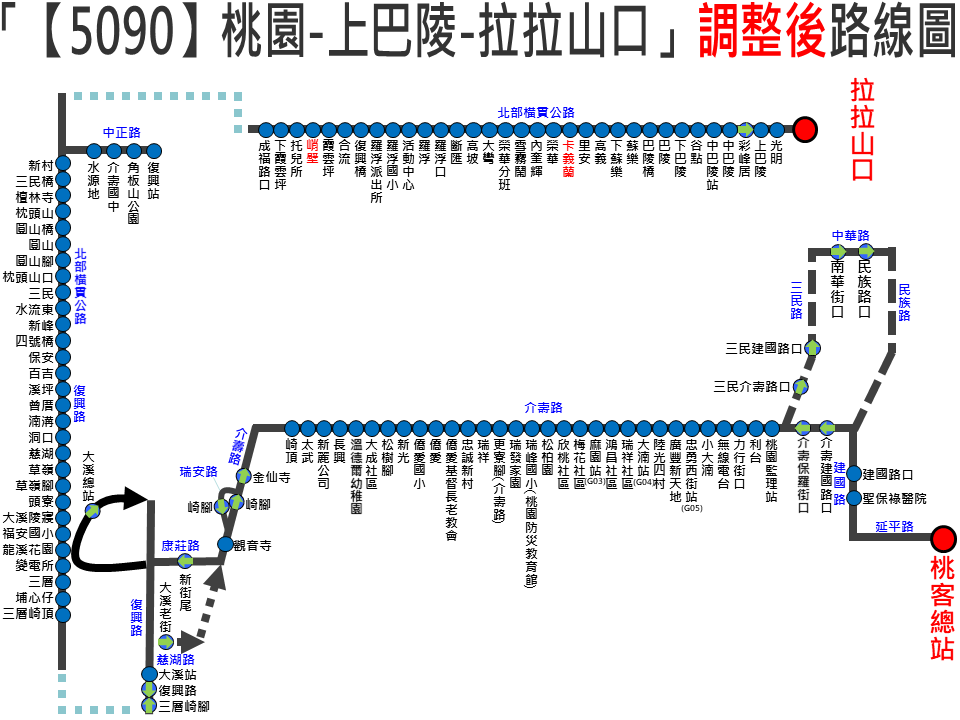 「【5090】桃園-上巴陵-拉拉山口」調整後路線圖
北部橫貫公路
拉拉山口
成福路口
下霞雲坪
托兒所
哨壁
霞雲坪
合流
復興橋
羅浮派出所
羅浮國小
活動中心
羅浮
羅浮口
斷匯
高坡
大彎
榮華分班
雪霧鬧
內奎輝
榮華
卡義蘭
里安
高義
下蘇樂
蘇樂
巴陵橋
巴陵
下巴陵
谷點
中巴陵站
中巴陵
彩峰居
上巴陵
光明
中正路
水源地
介壽國中
角板山公園
復興站
新村
三民橋
檀林寺
枕頭山
圓山橋
圓山
圓山腳
枕頭山口
三民
水流東
新峰
四號橋
保安
百吉
溪坪
曾厝
湳溝
洞口
慈湖
草嶺
草嶺腳
頭寮
大溪陵寢
福安國小
龍溪花園
變電所
三層
埔心仔
三層崎頂
北部橫貫公路
復興路
中華路
南華街口
民族路口
三民路
民族路
三民建國路口
三民介壽路口
介壽路
介壽路
崎頂
太武
新麗公司
長興
溫德蕾幼稚園
大成社區
松樹腳
新光
僑愛國小
僑愛
僑愛基督長老教會
忠誠新村
瑞祥
更寮腳(介壽路)
瑞發家園
瑞峰國小(桃園防災教育館)
松柏園
欣桃社區
梅花社區
麻園站(G03)
鴻昌社區
瑞祥社區
大湳站(G04)
陸光四村
廣豐新天地
忠勇西街站(G05)
小大湳
無線電台
力行街口
利台
桃園監理站
介壽保羅街口
介壽建國路口
建國路
建國路口
聖保祿醫院
延平路
桃客總站
大溪總站
瑞安路
金仙寺
崎腳
崎腳
觀音寺
康莊路
新街尾
大溪老街
復興路
慈湖路
大溪站
復興路
三層崎腳